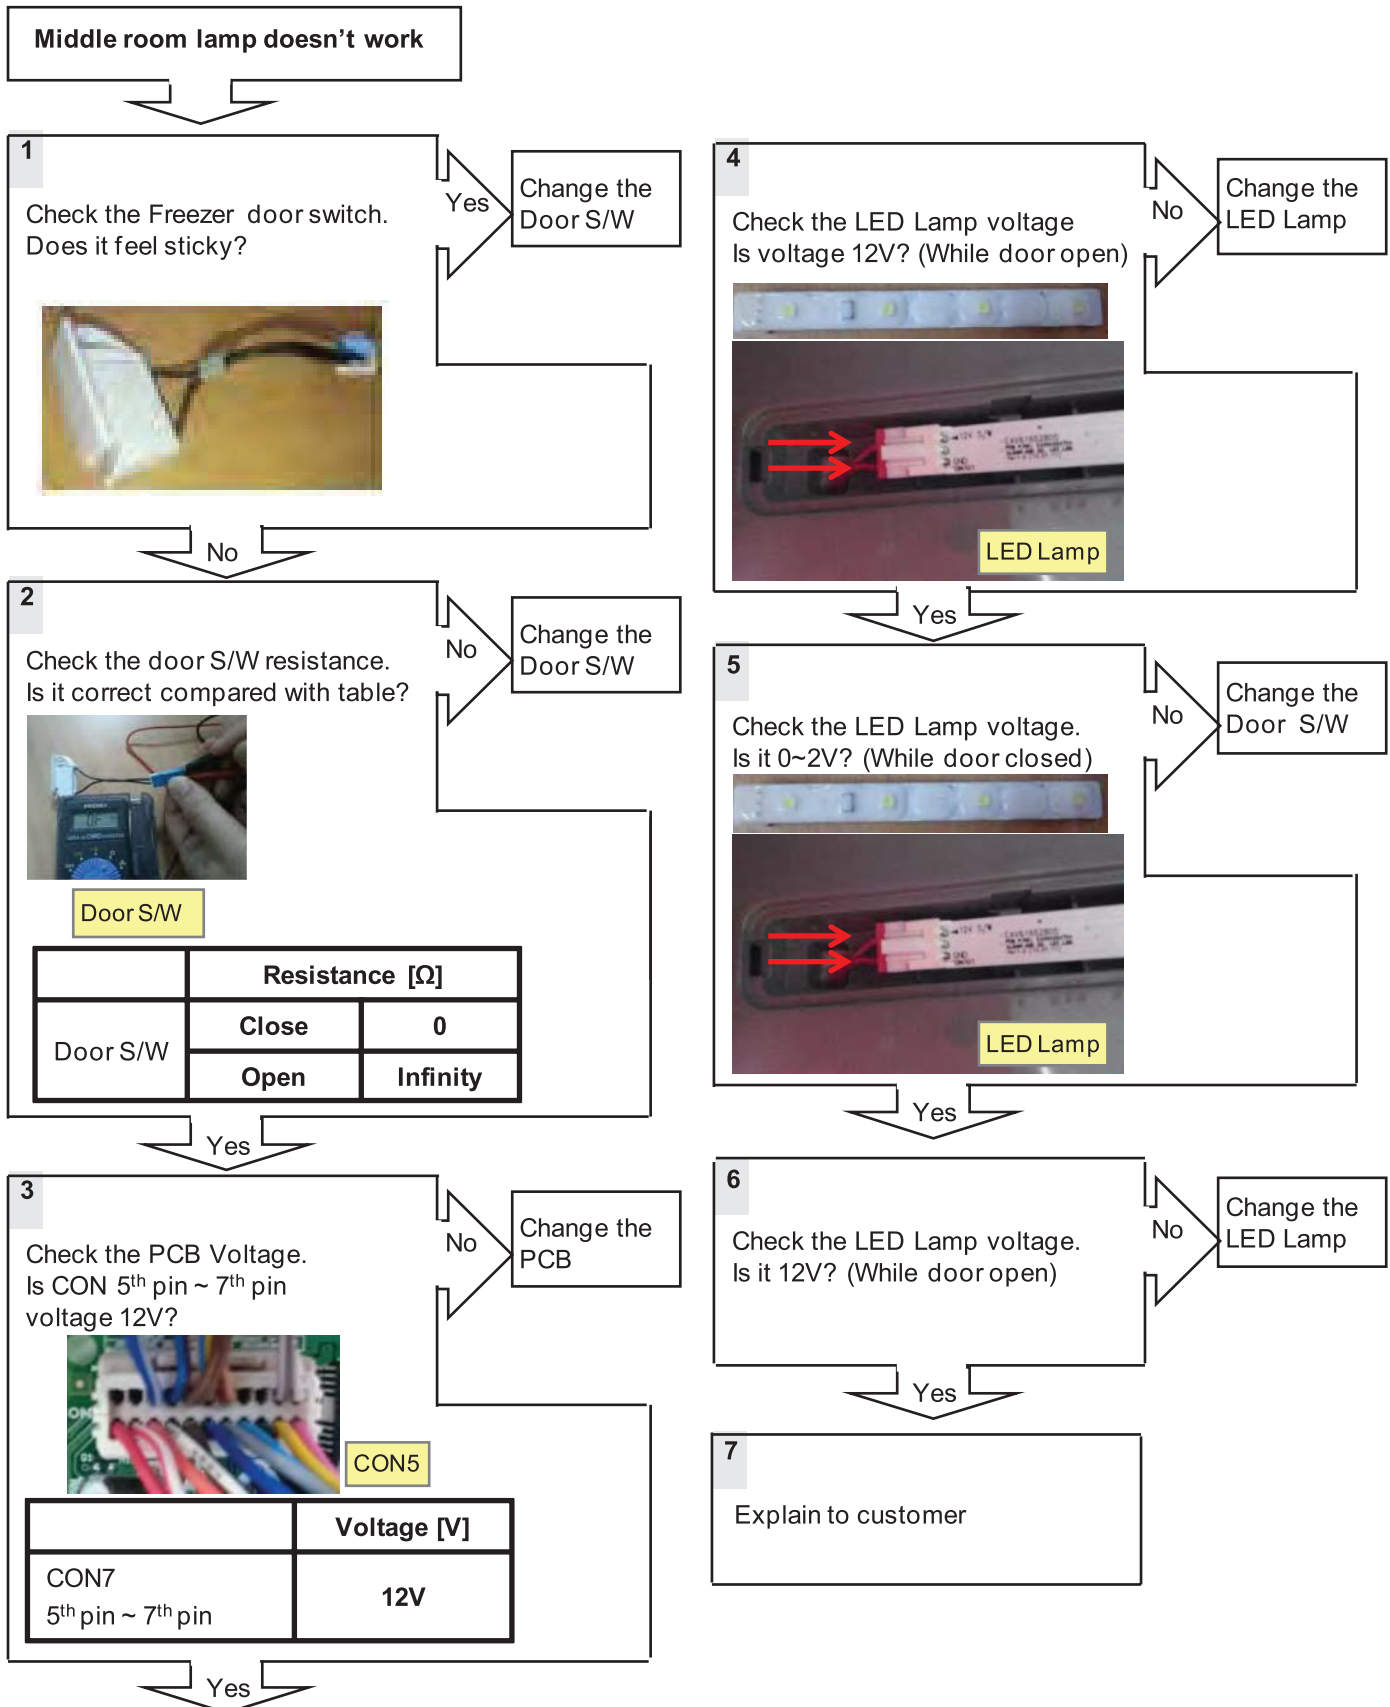 Middle room lamp doesn't work
1
Check the Freezer door switch.
Does it feel sticky?
Yes
Change the
Door S/W
No
2
Check the door S/W resistance.
Is it correct compared with table?
No
Change the
Door S/W
Door S/W
Resistance [Ω]
Door S/W
Close 0
Open Infinity
Yes
3
Check the PCB Voltage.
Is CON 5th pin ~ 7th pin
voltage 12V?
No
Change the
PCB
CON5
Voltage [V]
CON7
5th pin ~ 7th pin
12V
Yes
4
Check the LED Lamp voltage
Is voltage 12V? (While door open)
No
Change the
LED Lamp
12V S/W
GND
LED Lamp
Yes
5
Check the LED Lamp voltage.
Is it 0~2V? (While door closed)
No
Change the
Door S/W
12V S/W
GND
LED Lamp
Yes
6
Check the LED Lamp voltage.
Is it 12V? (While door open)
No
Change the
LED Lamp
Yes
7
Explain to customer